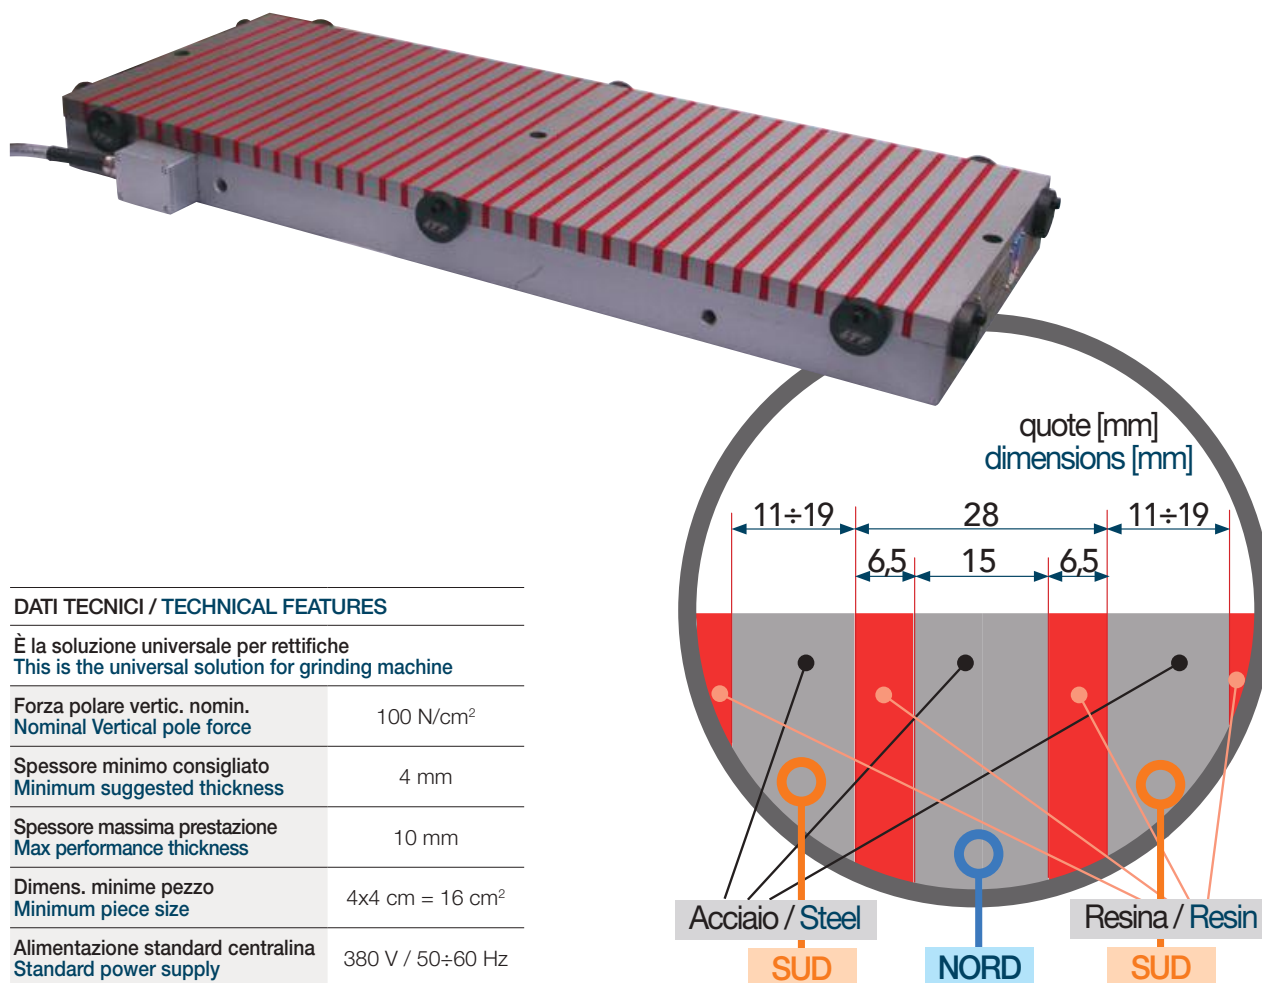 quote [mm]
dimensions [mm]
11÷19
28
11÷19
6,5
15
6,5
DATI TECNICI / TECHNICAL FEATURES
È la soluzione universale per rettifiche
This is the universal solution for grinding machine
Forza polare vertic. nomin.
Nominal Vertical pole force
100 N/cm²
Spessore minimo consigliato
Minimum suggested thickness
4 mm
Spessore massima prestazione
Max performance thickness
10 mm
Dimens. minime pezzo
Minimum piece size
4x4 cm = 16 cm²
Alimentazione standard centralina
Standard power supply
380 V / 50÷60 Hz
Acciaio / Steel
Resina / Resin
SUD
NORD
SUD